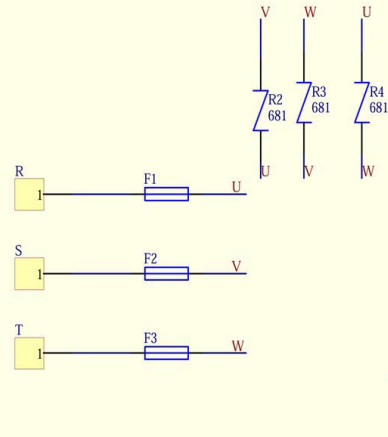 V W U
R2 R3 R4
681 681 681
U V W
R F1 U
1
S F2 V
1
T F3 W
1